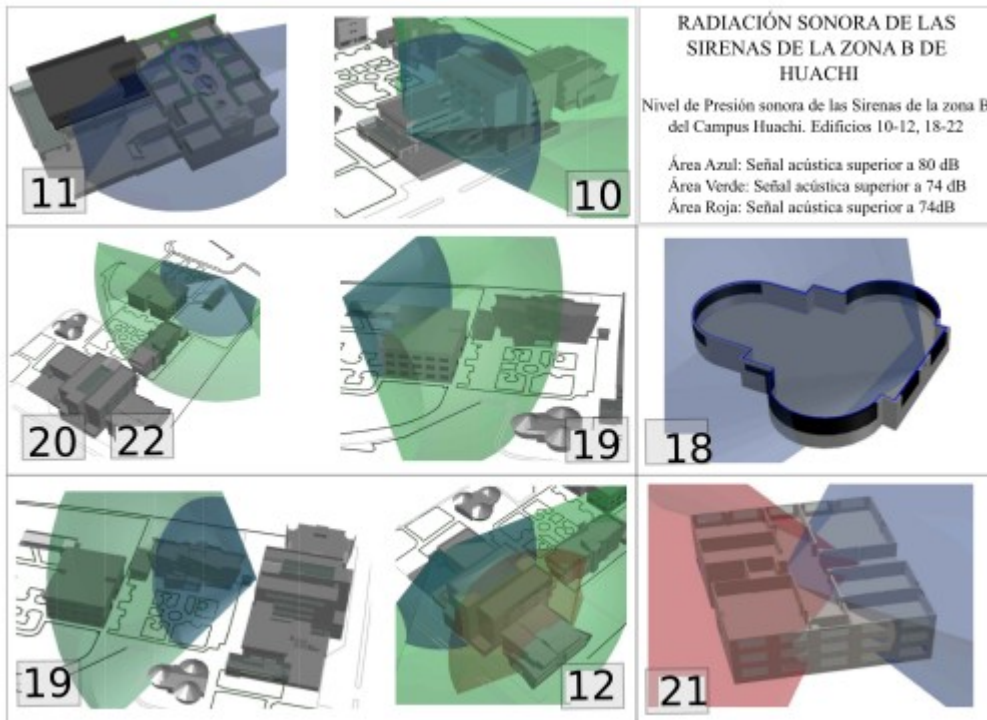 11
10
RADIACIÓN SONORA DE LAS
SIRENAS DE LA ZONA B DE
HUACHI
Nivel de Presión sonora de las Sirenas de la zona B
del Campus Huachi. Edificios 10-12, 18-22
Área Azul: Señal acústica superior a 80 dB
Área Verde: Señal acústica superior a 74 dB
Área Roja: Señal acústica superior a 74dB
20 22
19
18
19
12
21